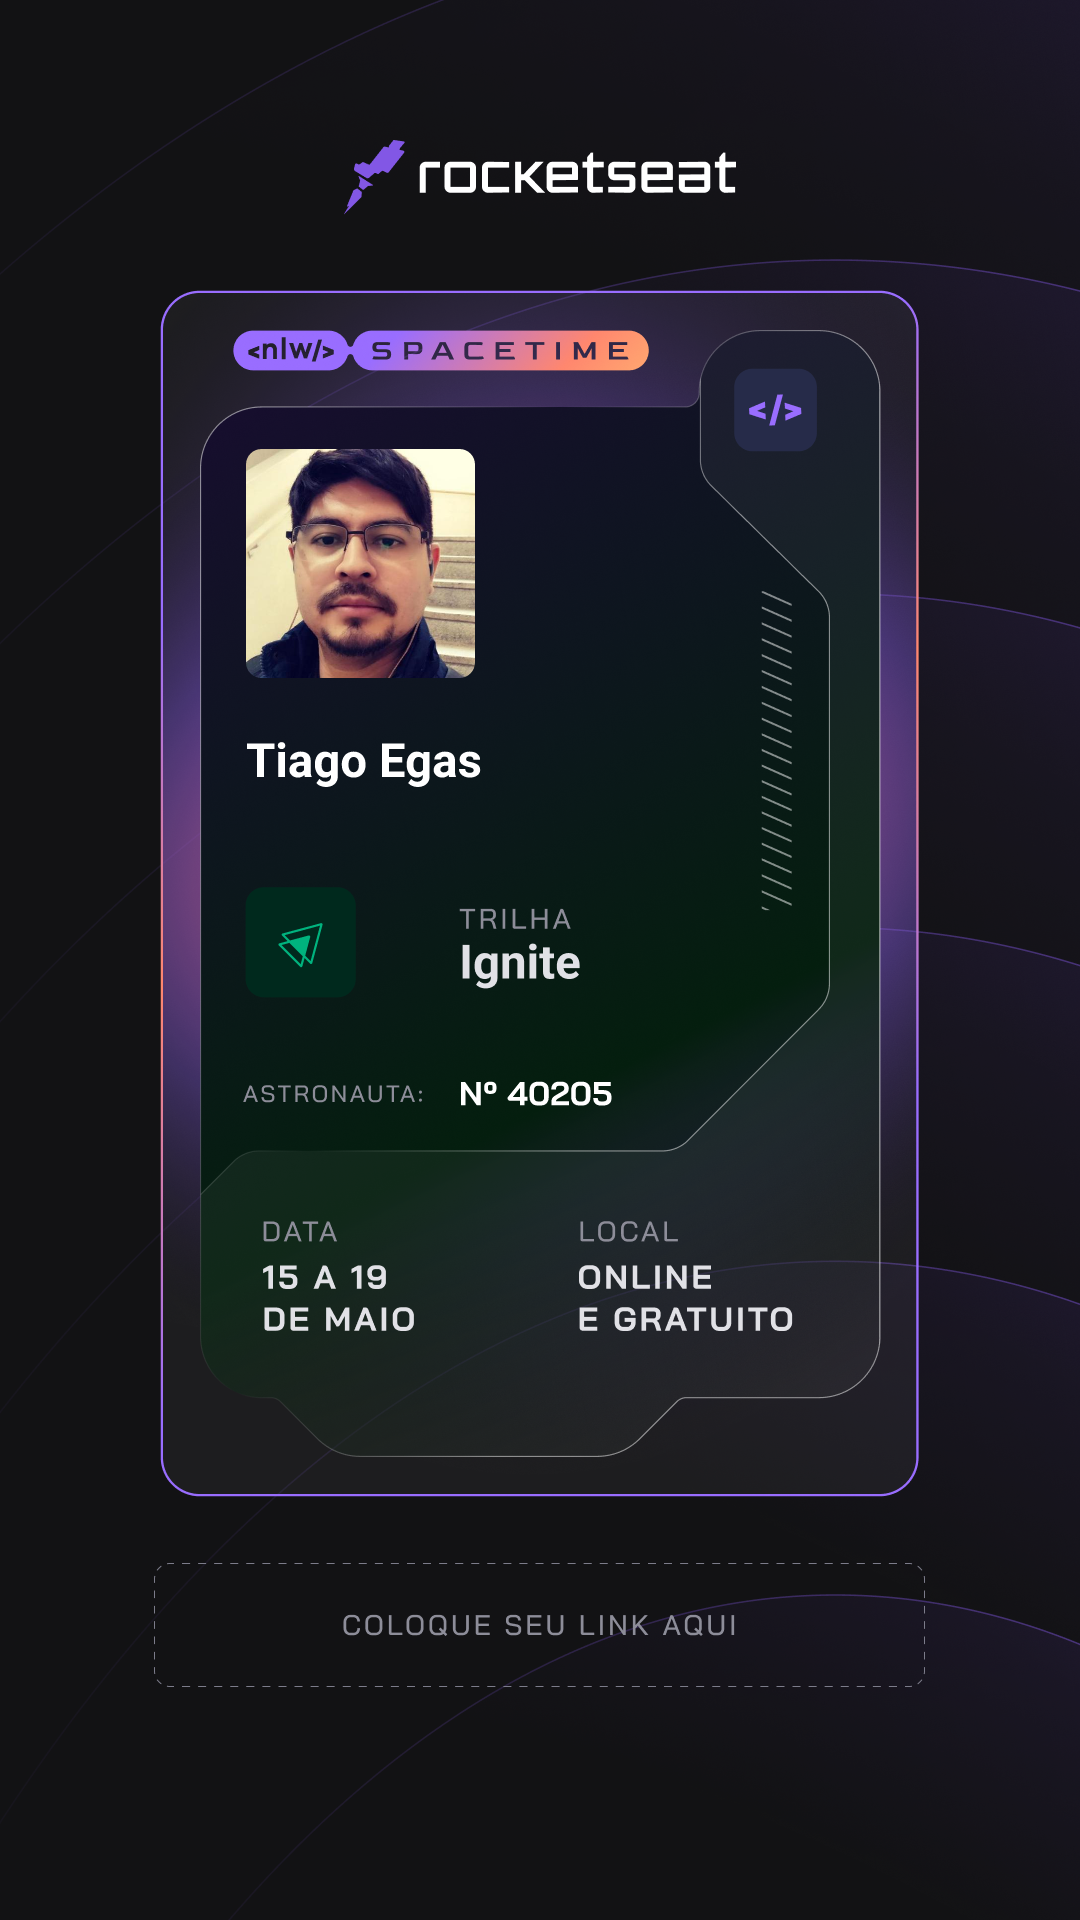 rocketseat
<nlw/> SPACETIME
</>
Tiago Egas
TRILHA
Ignite
ASTRONAUTA: Nº 40205
DATA
15 A 19
DE MAIO
LOCAL
ONLINE
E GRATUITO
COLOQUE SEU LINK AQUI